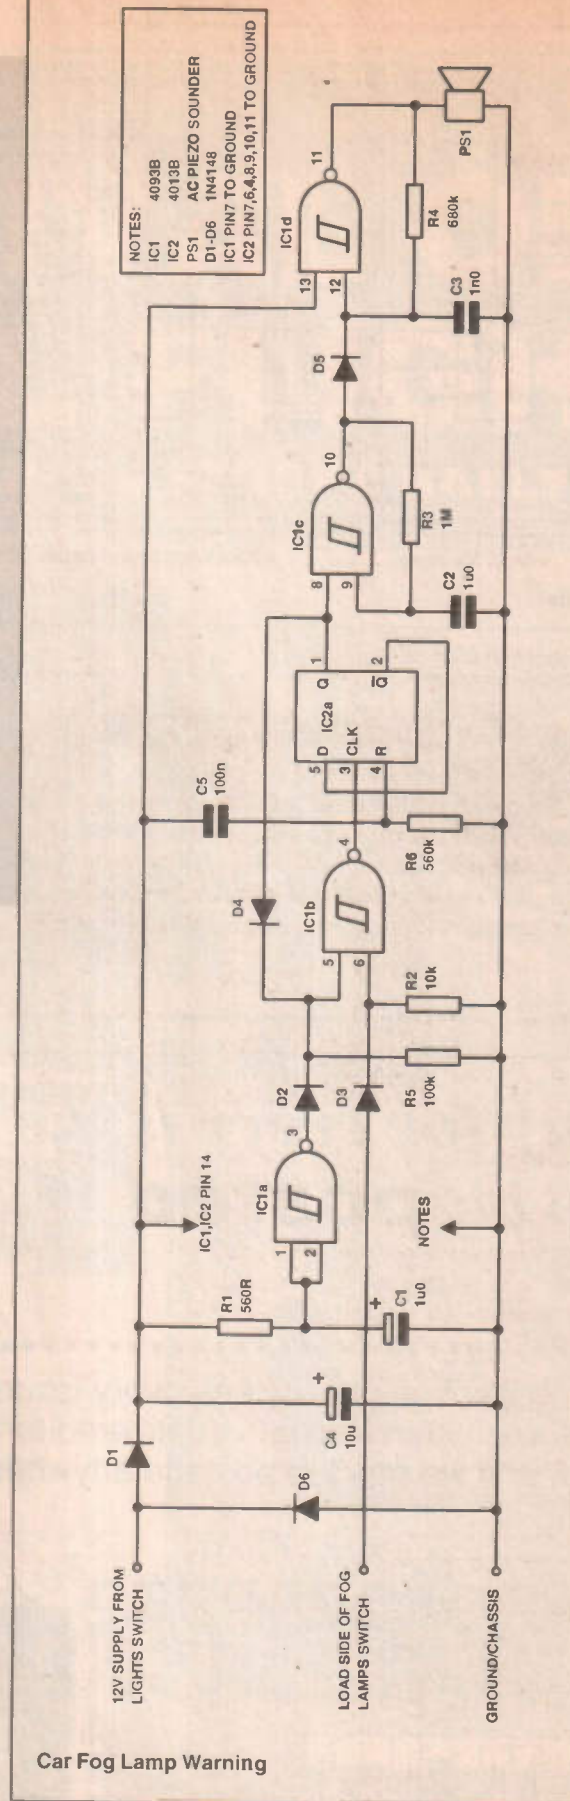 NOTES:
IC1 4093B
IC2 4013B
PS1 AC PIEZO SOUNDER
D1-D6 1N4148
IC1 PIN7 TO GROUND
IC2 PIN7,6,4,8,9,10,11 TO GROUND
12V SUPPLY FROM
LIGHTS SWITCH
LOAD SIDE OF FOG
LAMPS SWITCH
GROUND/CHASSIS
D1
D6
C4
10u
+
R1
560R
+
C1
1u0
IC1,IC2 PIN 14
NOTES
1
2
IC1a
3
D2
D3
R5
100k
R2
10k
D4
5
6
IC1b
4
C5
100n
R6
560k
5
D
3
CLK
4
R
IC2a
Q
1
Q̅
2
8
9
IC1c
10
R3
1M
C2
1u0
D5
13
12
IC1d
11
R4
680k
C3
1n0
PS1
Car Fog Lamp Warning